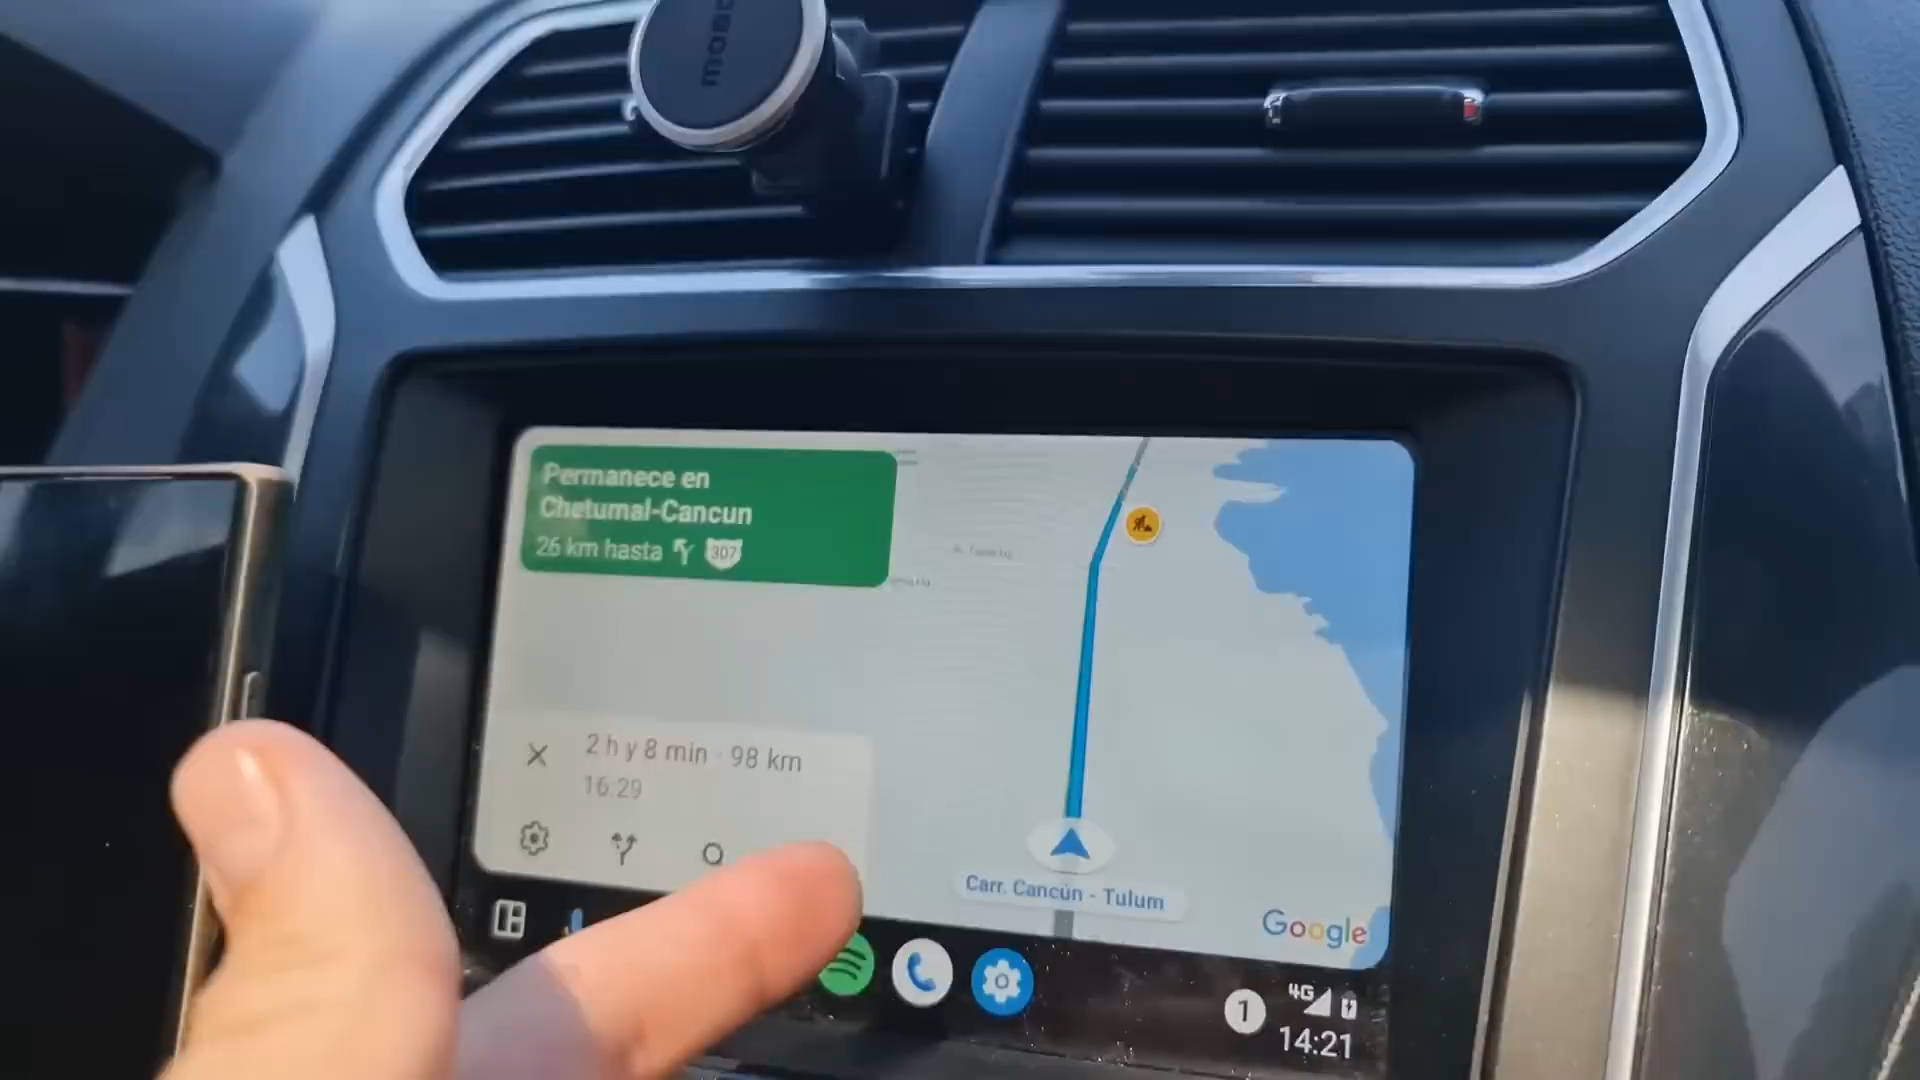 Permanece en
Chetumal-Cancun
26 km hasta
307
2 h y 8 min · 98 km
16:29
Carr. Cancún - Tulum
Google
1
4G
14:21